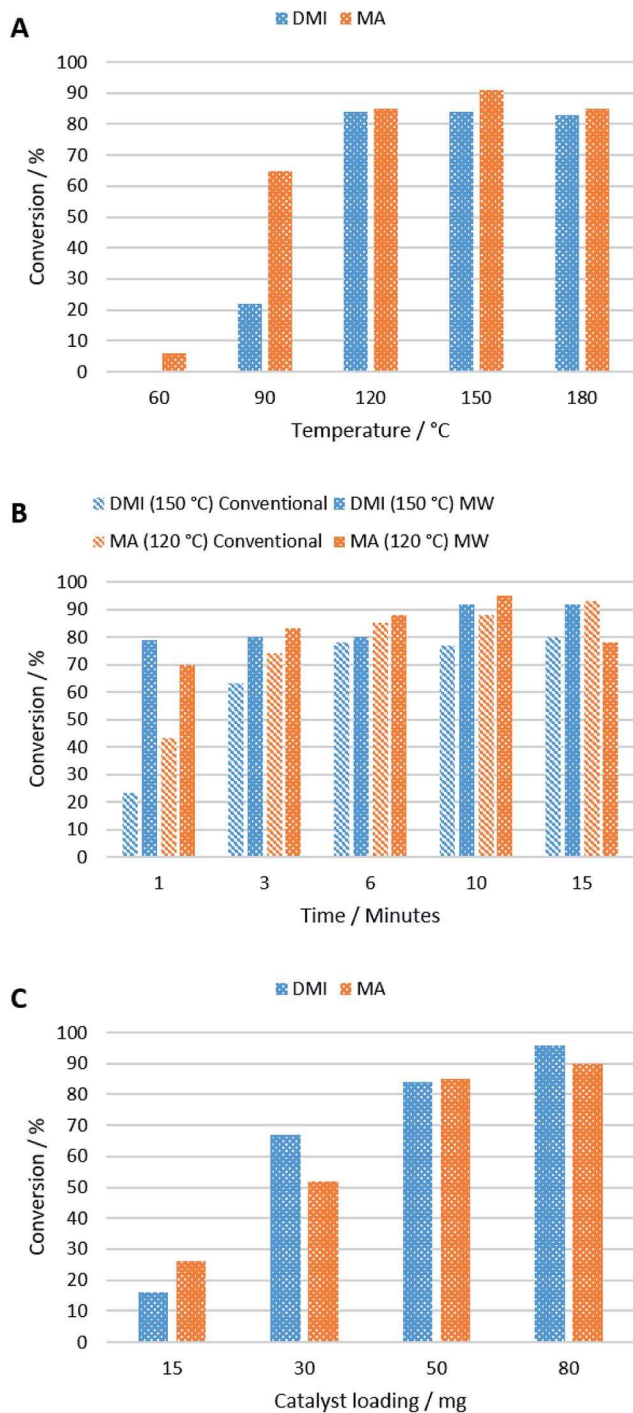 A
DMI MA
100
90
80
70
60
50
40
30
20
10
0
Conversion / %
60 90 120 150 180
Temperature / °C
B
DMI (150 °C) Conventional DMI (150 °C) MW
MA (120 °C) Conventional MA (120 °C) MW
100
90
80
70
60
50
40
30
20
10
0
Conversion / %
1 3 6 10 15
Time / Minutes
C
DMI MA
100
90
80
70
60
50
40
30
20
10
0
Conversion / %
15 30 50 80
Catalyst loading / mg